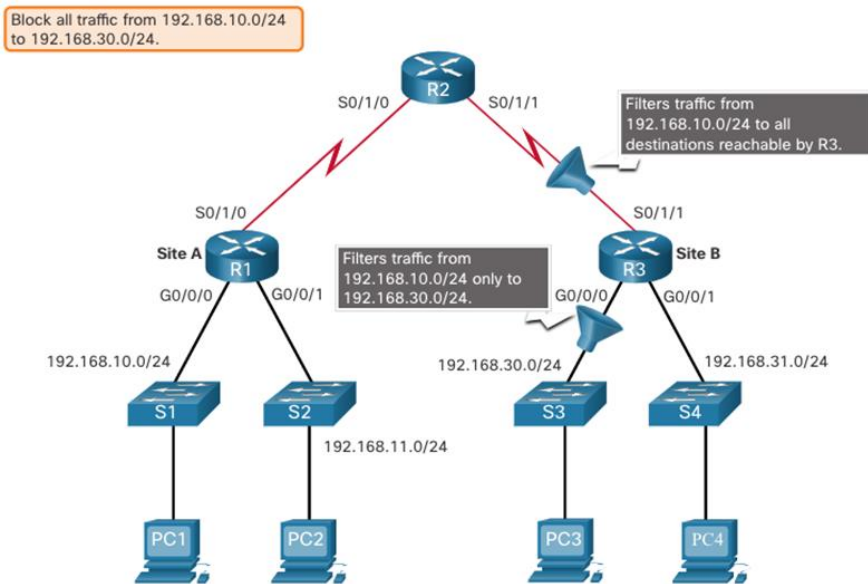 Block all traffic from 192.168.10.0/24
to 192.168.30.0/24.
R2
S0/1/0
S0/1/1
Filters traffic from
192.168.10.0/24 to all
destinations reachable by R3.
S0/1/0
S0/1/1
Site A
R1
Filters traffic from
192.168.10.0/24 only to
192.168.30.0/24.
R3
Site B
G0/0/0
G0/0/1
G0/0/0
G0/0/1
192.168.10.0/24
192.168.30.0/24
192.168.31.0/24
S1
S2
S3
S4
192.168.11.0/24
PC1
PC2
PC3
PC4